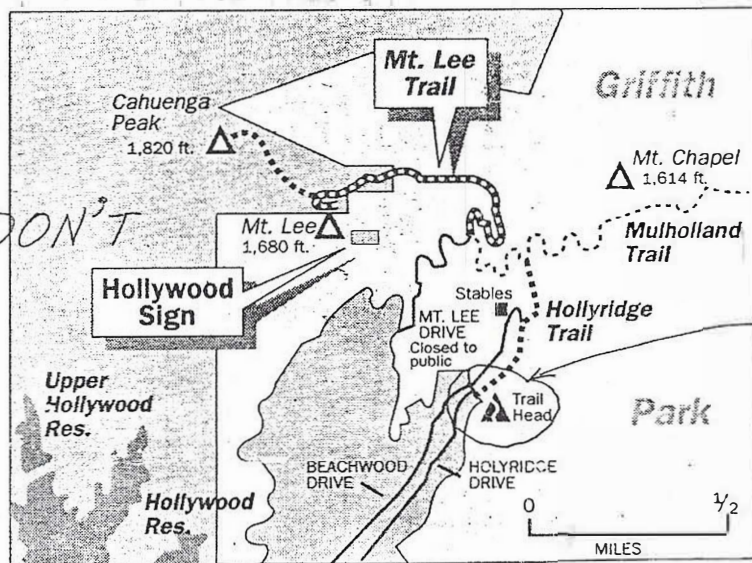 Mt. Lee
Trail
Griffith
Cahuenga
Peak
1,820 ft.
Mt. Chapel
1,614 ft.
DON'T
Mt. Lee
1,680 ft.
Mulholland
Trail
Hollywood
Sign
Stables
Hollyridge
Trail
MT. LEE
DRIVE
Closed to
public
Upper
Hollywood
Res.
Trail
Head
Park
BEACHWOOD
DRIVE
HOLYRIDGE
DRIVE
Hollywood
Res.
0 1/2
MILES